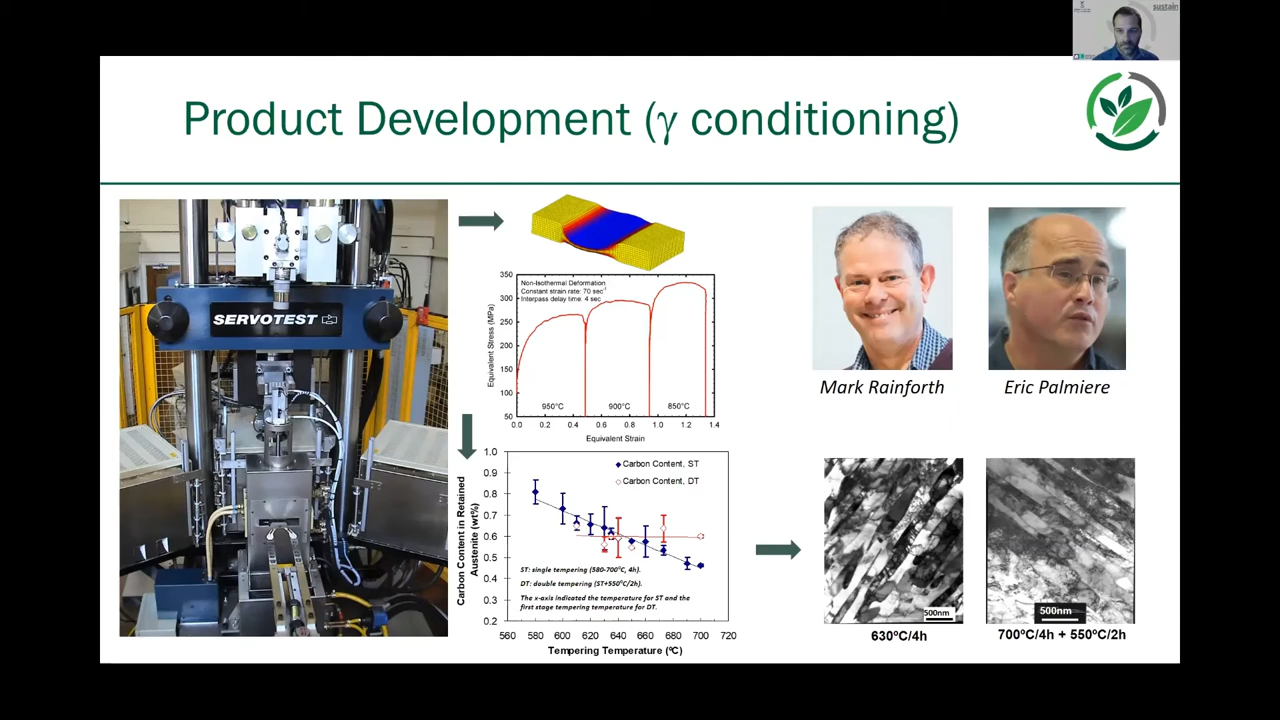 sustain
Product Development (γ conditioning)
SERVOTEST
350
300
250
200
150
100
50
Equivalent Stress (MPa)
Non-Isothermal Deformation
Constant strain rate: 70 sec⁻¹
Interpass delay time: 4 sec
950°C
900°C
850°C
0.0 0.2 0.4 0.6 0.8 1.0 1.2 1.4
Equivalent Strain
Mark Rainforth
Eric Palmiere
1.0
0.9
0.8
0.7
0.6
0.5
0.4
0.3
0.2
Carbon Content in Retained
Austenite (wt%)
Carbon Content, ST
Carbon Content, DT
ST: single tempering (580-700°C, 4h).
DT: double tempering (ST+550°C/2h).
The x-axis indicated the temperature for ST and the
first stage tempering temperature for DT.
560 580 600 620 640 660 680 700 720
Tempering Temperature (ºC)
500nm
630ºC/4h
500nm
700ºC/4h + 550ºC/2h